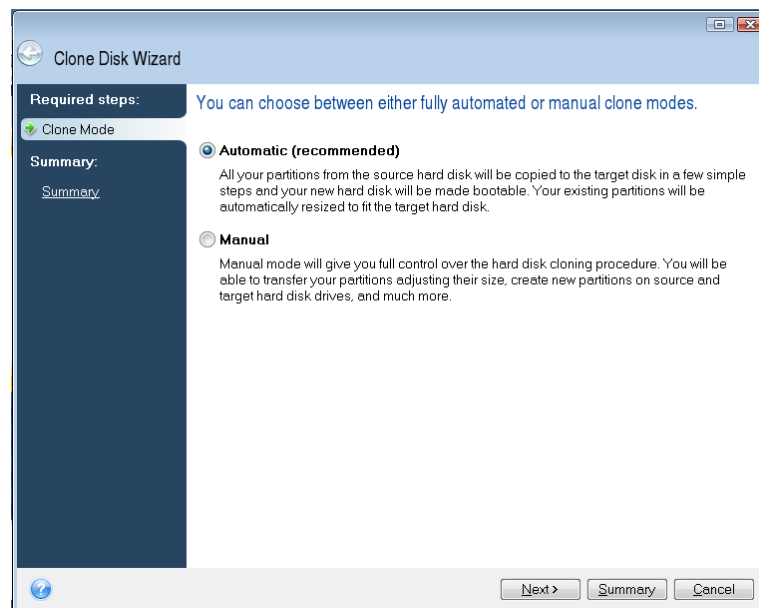 Clone Disk Wizard
Required steps:
Clone Mode
Summary:
Summary
You can choose between either fully automated or manual clone modes.
Automatic (recommended)
All your partitions from the source hard disk will be copied to the target disk in a few simple
steps and your new hard disk will be made bootable. Your existing partitions will be
automatically resized to fit the target hard disk.
Manual
Manual mode will give you full control over the hard disk cloning procedure. You will be
able to transfer your partitions adjusting their size, create new partitions on source and
target hard disk drives, and much more.
?
Next >
Summary
Cancel